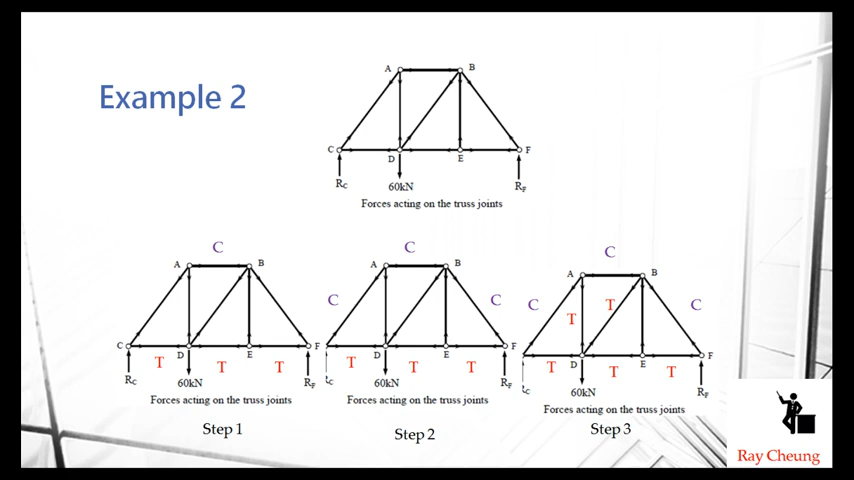 Example 2
A B
C D E F
R_C 60kN R_F
Forces acting on the truss joints
C
A B
C D E F
T T T
R_C 60kN R_F
Forces acting on the truss joints
Step 1
C
A B
C C
D E F
T T T
60kN R_F
Forces acting on the truss joints
Step 2
C
A B
C T C
T
D E F
T T T
60kN R_F
Forces acting on the truss joints
Step 3
Ray Cheung